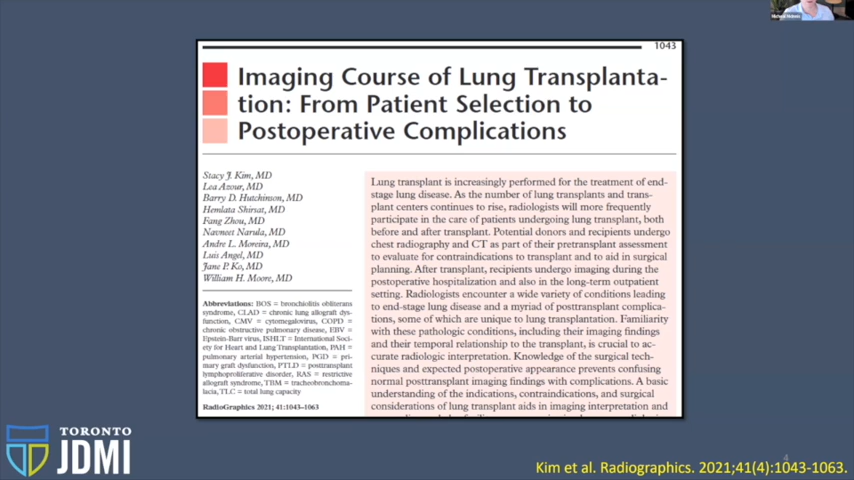 1043
Imaging Course of Lung Transplanta-
tion: From Patient Selection to
Postoperative Complications
Stacy J. Kim, MD
Lea Azour, MD
Barry D. Hutchinson, MD
Hemlata Shirsat, MD
Fang Zhou, MD
Navneet Narula, MD
Andre L. Moreira, MD
Luis Angel, MD
Jane P. Ko, MD
William H. Moore, MD
Abbreviations: BOS = bronchiolitis obliterans
syndrome, CLAD = chronic lung allograft dys-
function, CMV = cytomegalovirus, COPD =
chronic obstructive pulmonary disease, EBV =
Epstein-Barr virus, ISHLT = International Soci-
ety for Heart and Lung Transplantation, PAH =
pulmonary arterial hypertension, PGD = pri-
mary graft dysfunction, PTLD = posttransplant
lymphoproliferative disorder, RAS = restrictive
allograft syndrome, TBM = tracheobronchoma-
lacia, TLC = total lung capacity
RadioGraphics 2021; 41:1043–1063
Lung transplant is increasingly performed for the treatment of end-
stage lung disease. As the number of lung transplants and trans-
plant centers continues to rise, radiologists will more frequently
participate in the care of patients undergoing lung transplant, both
before and after transplant. Potential donors and recipients undergo
chest radiography and CT as part of their pretransplant assessment
to evaluate for contraindications to transplant and to aid in surgical
planning. After transplant, recipients undergo imaging during the
postoperative hospitalization and also in the long-term outpatient
setting. Radiologists encounter a wide variety of conditions leading
to end-stage lung disease and a myriad of posttransplant complica-
tions, some of which are unique to lung transplantation. Familiarity
with these pathologic conditions, including their imaging findings
and their temporal relationship to the transplant, is crucial to ac-
curate radiologic interpretation. Knowledge of the surgical tech-
niques and expected postoperative appearance prevents confusing
normal posttransplant imaging findings with complications. A basic
understanding of the indications, contraindications, and surgical
considerations of lung transplant aids in imaging interpretation and
TORONTO
JDMI
4
Kim et al. Radiographics. 2021;41(4):1043-1063.